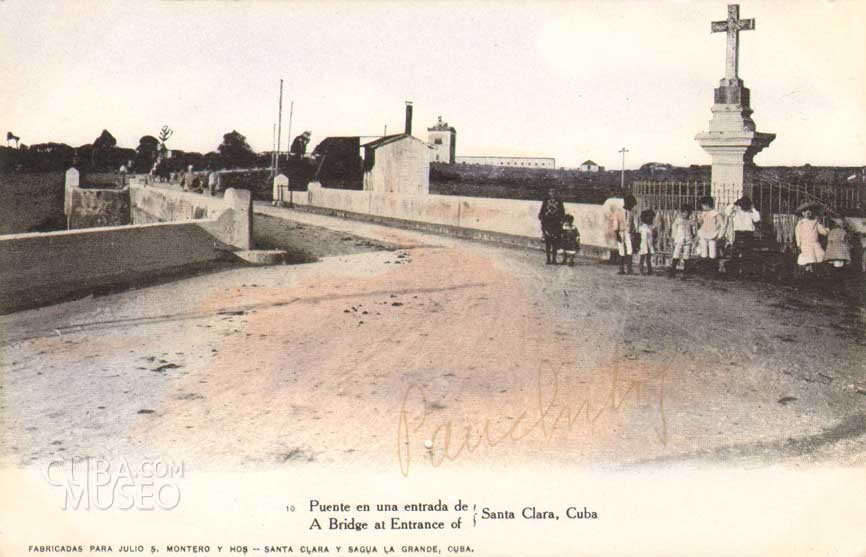 Panchito
CUBA.COM
MUSEO
10 Puente en una entrada de
A Bridge at Entrance of } Santa Clara, Cuba
FABRICADAS PARA JULIO S. MONTERO Y HOS -- SANTA CLARA Y SAGUA LA GRANDE, CUBA.